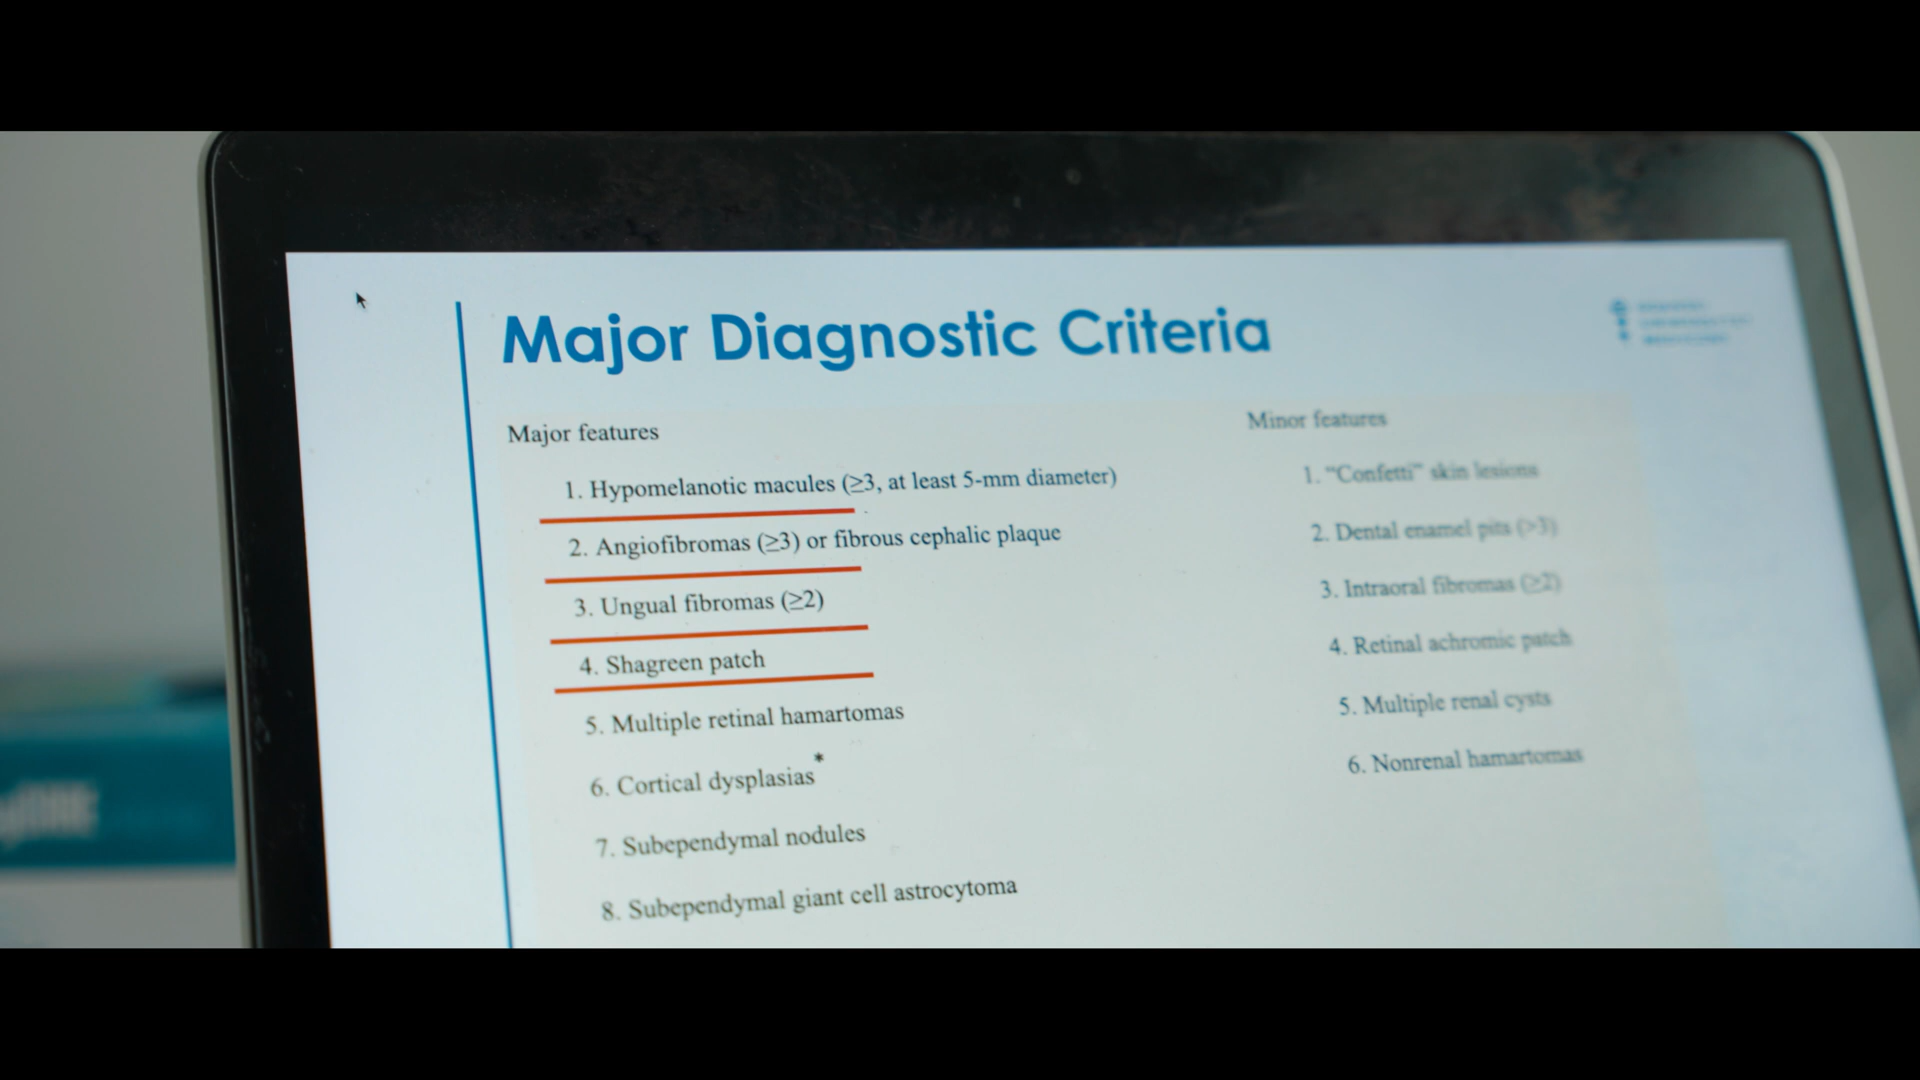 Major Diagnostic Criteria
Major features
1. Hypomelanotic macules (≥3, at least 5-mm diameter)
2. Angiofibromas (≥3) or fibrous cephalic plaque
3. Ungual fibromas (≥2)
4. Shagreen patch
5. Multiple retinal hamartomas
6. Cortical dysplasias*
7. Subependymal nodules
8. Subependymal giant cell astrocytoma
Minor features
1. “Confetti” skin lesions
2. Dental enamel pits (>3)
3. Intraoral fibromas (≥2)
4. Retinal achromic patch
5. Multiple renal cysts
6. Nonrenal hamartomas